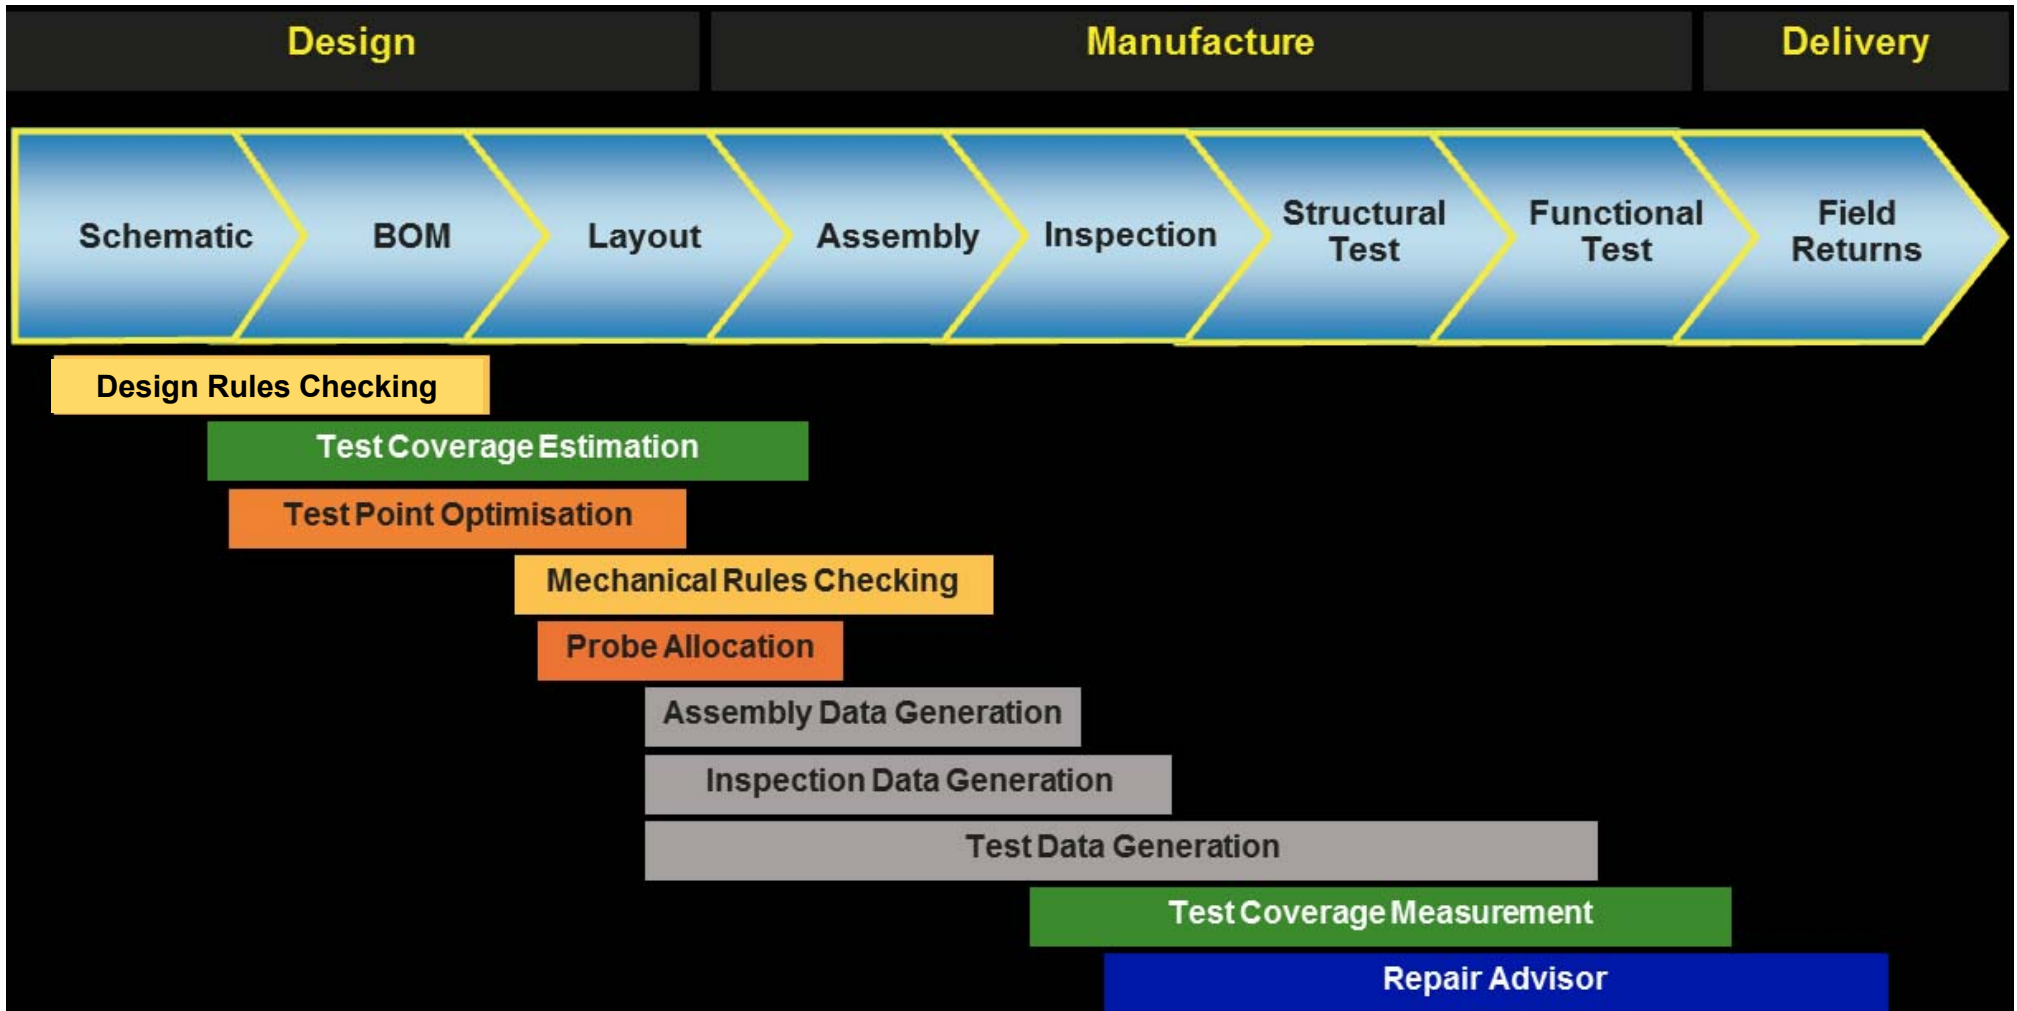 Design
Manufacture
Delivery
Schematic
BOM
Layout
Assembly
Inspection
Structural
Test
Functional
Test
Field
Returns
Design Rules Checking
Test Coverage Estimation
Test Point Optimisation
Mechanical Rules Checking
Probe Allocation
Assembly Data Generation
Inspection Data Generation
Test Data Generation
Test Coverage Measurement
Repair Advisor